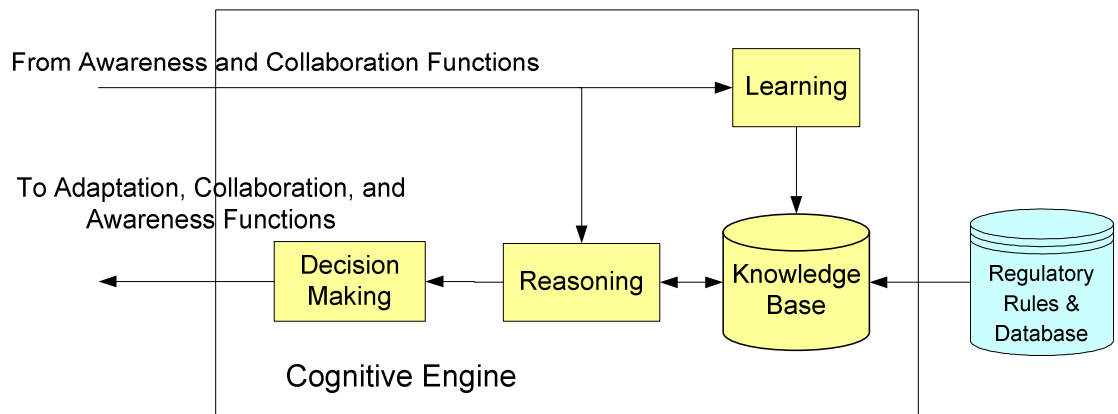 From Awareness and Collaboration Functions
Learning
To Adaptation, Collaboration, and
Awareness Functions
Decision
Making
Reasoning
Knowledge
Base
Regulatory
Rules &
Database
Cognitive Engine